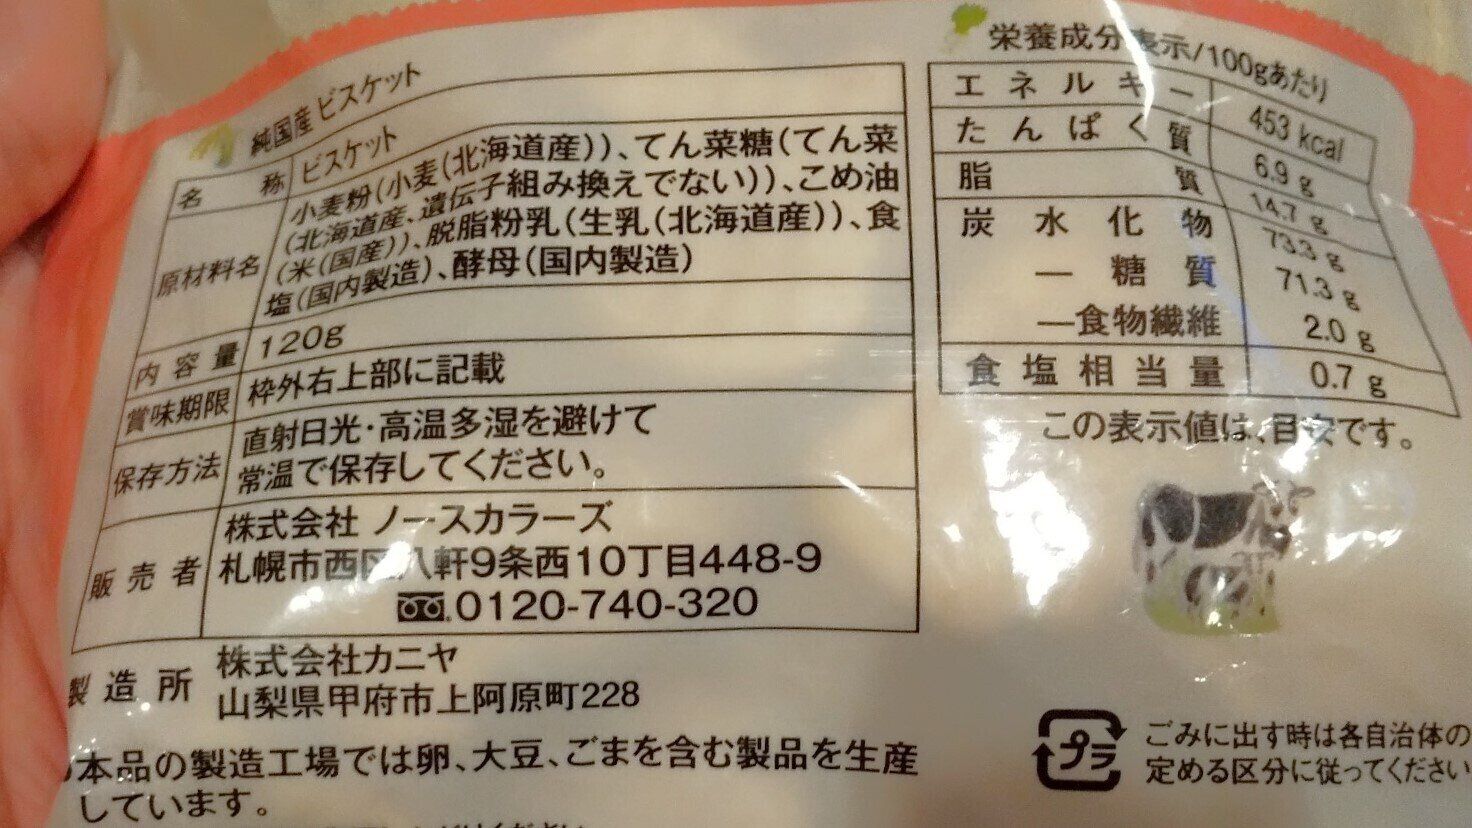 純国産 ビスケット
名称 ビスケット
原材料名 小麦粉(小麦(北海道産))、てん菜糖(てん菜
(北海道産、遺伝子組み換えでない))、こめ油
(米(国産))、脱脂粉乳(生乳(北海道産))、食
塩(国内製造)、酵母(国内製造)
内容量 120g
賞味期限 枠外右上部に記載
保存方法 直射日光・高温多湿を避けて
常温で保存してください。
販売者 株式会社 ノースカラーズ
札幌市西区八軒9条西10丁目448-9
0120-740-320
製造所 株式会社カニヤ
山梨県甲府市上阿原町228
本品の製造工場では卵、大豆、ごまを含む製品を生産
しています。
栄養成分表示/100gあたり
エネルギー 453 kcal
たんぱく質 6.9 g
脂質 14.7 g
炭水化物 73.3 g
―糖質 71.3 g
―食物繊維 2.0 g
食塩相当量 0.7 g
この表示値は、目安です。
プラ
ごみに出す時は各自治体の
定める区分に従ってください